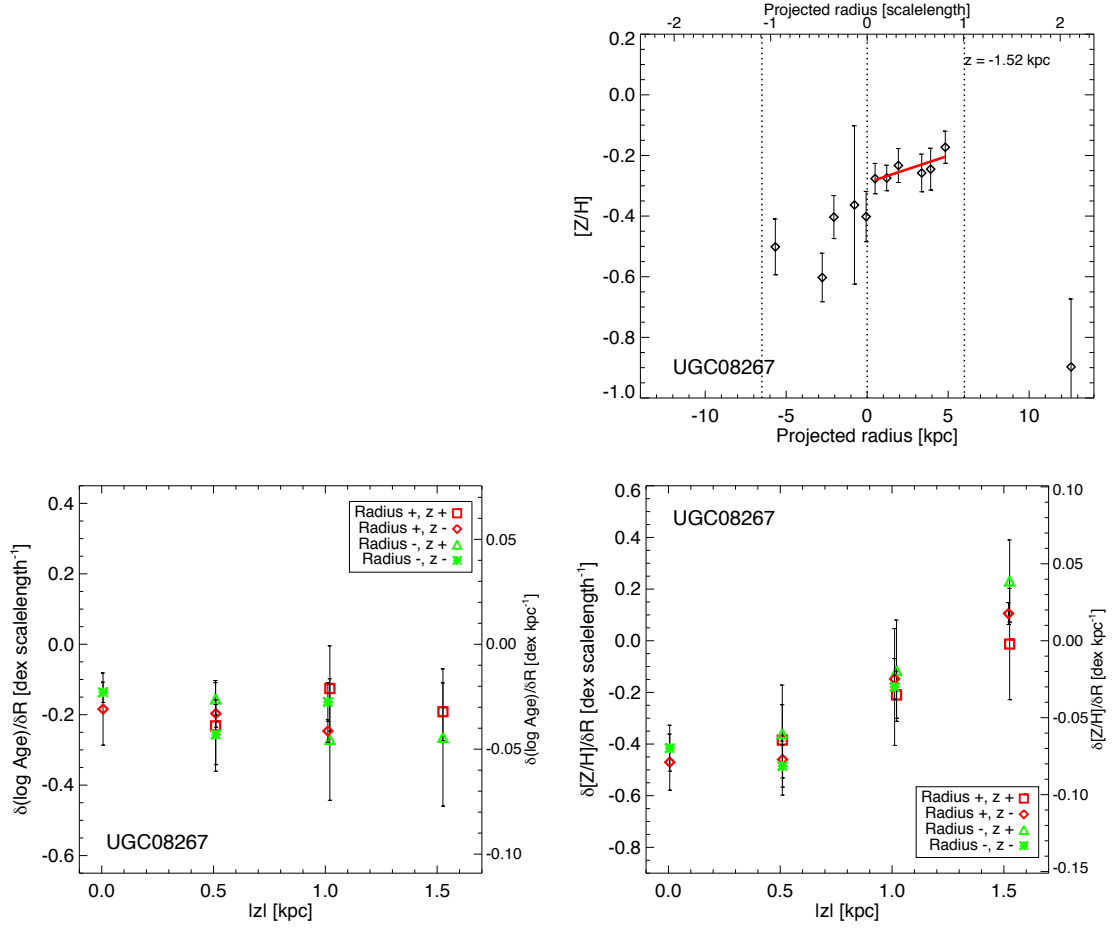 Projected radius [scalelength]
-2 -1 0 1 2
z = -1.52 kpc
0.2
0.0
-0.2
-0.4
-0.6
-0.8
-1.0
[Z/H]
UGC08267
-10 -5 0 5 10
Projected radius [kpc]
0.4
0.2
0.0
-0.2
-0.4
-0.6
δ(log Age)/δR [dex scalelength⁻¹]
Radius +, z +
Radius +, z -
Radius -, z +
Radius -, z -
0.05
0.00
-0.05
-0.10
δ(log Age)/δR [dex kpc⁻¹]
UGC08267
0.0 0.5 1.0 1.5
|z| [kpc]
0.6
0.4
0.2
0.0
-0.2
-0.4
-0.6
-0.8
δ[Z/H]/δR [dex scalelength⁻¹]
UGC08267
0.10
0.05
0.00
-0.05
-0.10
-0.15
δ[Z/H]/δR [dex kpc⁻¹]
Radius +, z +
Radius +, z -
Radius -, z +
Radius -, z -
0.0 0.5 1.0 1.5
|z| [kpc]